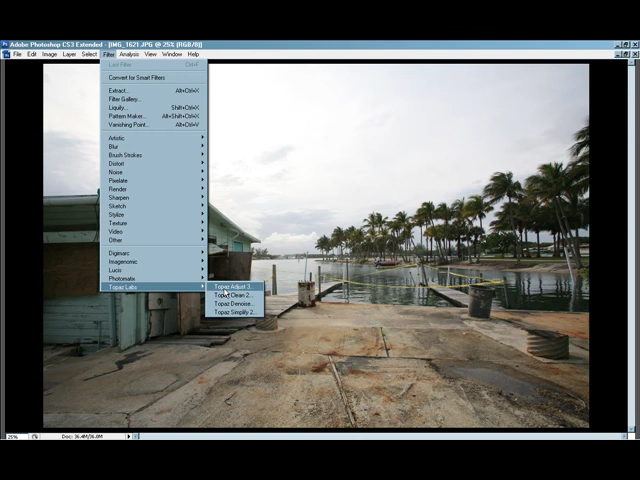 Adobe Photoshop CS3 Extended - [IMG_1621.JPG @ 25% (RGB/8)]
File Edit Image Layer Select Filter Analysis View Window Help
Last Filter Ctrl+F
Convert for Smart Filters
Extract... Alt+Ctrl+X
Filter Gallery...
Liquify... Shift+Ctrl+X
Pattern Maker... Alt+Shift+Ctrl+X
Vanishing Point... Alt+Ctrl+V
Artistic
Blur
Brush Strokes
Distort
Noise
Pixelate
Render
Sharpen
Sketch
Stylize
Texture
Video
Other
Digimarc
Imagenomic
Lucis
Photomatix
Topaz Labs
Topaz Adjust 3...
Topaz Clean 2...
Topaz Denoise...
Topaz Simplify 2...
25% Doc: 36.4M/36.0M